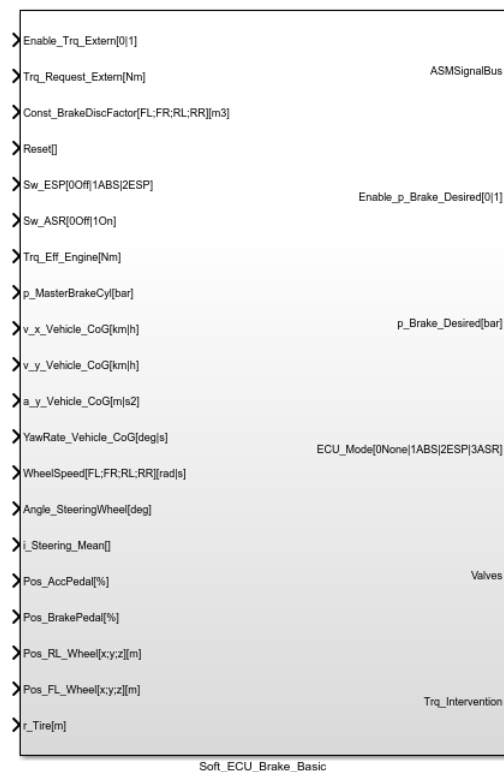 Enable_Trq_Extern[0|1]
Trq_Request_Extern[Nm]
Const_BrakeDiscFactor[FL;FR;RL;RR][m3]
Reset[]
Sw_ESP[0Off|1ABS|2ESP]
Sw_ASR[0Off|1On]
Trq_Eff_Engine[Nm]
p_MasterBrakeCyl[bar]
v_x_Vehicle_CoG[km|h]
v_y_Vehicle_CoG[km|h]
a_y_Vehicle_CoG[m|s2]
YawRate_Vehicle_CoG[deg|s]
WheelSpeed[FL;FR;RL;RR][rad|s]
Angle_SteeringWheel[deg]
i_Steering_Mean[]
Pos_AccPedal[%]
Pos_BrakePedal[%]
Pos_RL_Wheel[x;y;z][m]
Pos_FL_Wheel[x;y;z][m]
r_Tire[m]
ASMSignalBus
Enable_p_Brake_Desired[0|1]
p_Brake_Desired[bar]
ECU_Mode[0None|1ABS|2ESP|3ASR]
Valves
Trq_Intervention
Soft_ECU_Brake_Basic